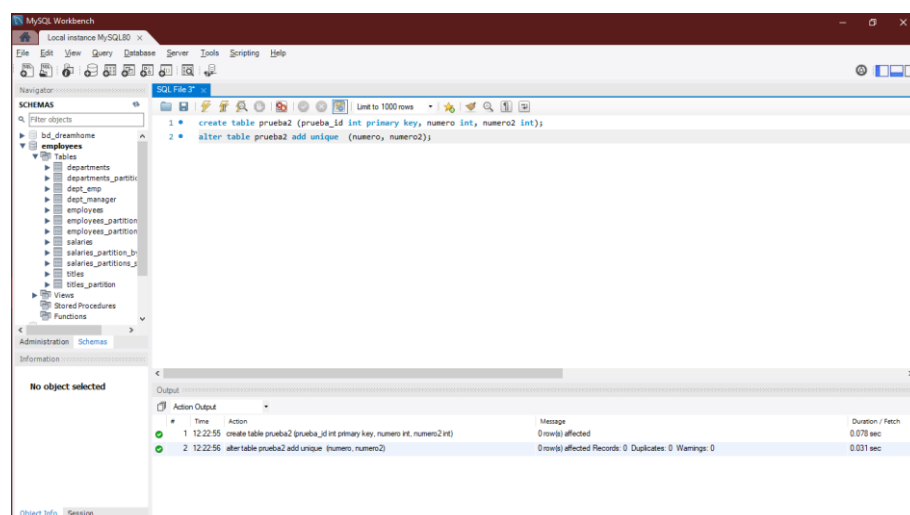 MySQL Workbench
Local instance MySQL80 ×
File Edit View Query Database Server Tools Scripting Help
Navigator
SCHEMAS
Filter objects
bd_dreamhome
employees
Tables
departments
departments_partitic
dept_emp
dept_manager
employees
employees_partition
employees_partition
salaries
salaries_partition_b
salaries_partitions_s
titles
titles_partition
Views
Stored Procedures
Functions
Administration Schemas
Information
No object selected
Object Info Session
SQL File 3* ×
Limit to 1000 rows
1 create table prueba2 (prueba_id int primary key, numero int, numero2 int);
2 alter table prueba2 add unique (numero, numero2);
Output
Action Output
# Time Action Message Duration / Fetch
1 12:22:55 create table prueba2 (prueba_id int primary key, numero int, numero2 int) 0 row(s) affected 0.078 sec
2 12:22:56 alter table prueba2 add unique (numero, numero2) 0 row(s) affected Records: 0 Duplicates: 0 Warnings: 0 0.031 sec